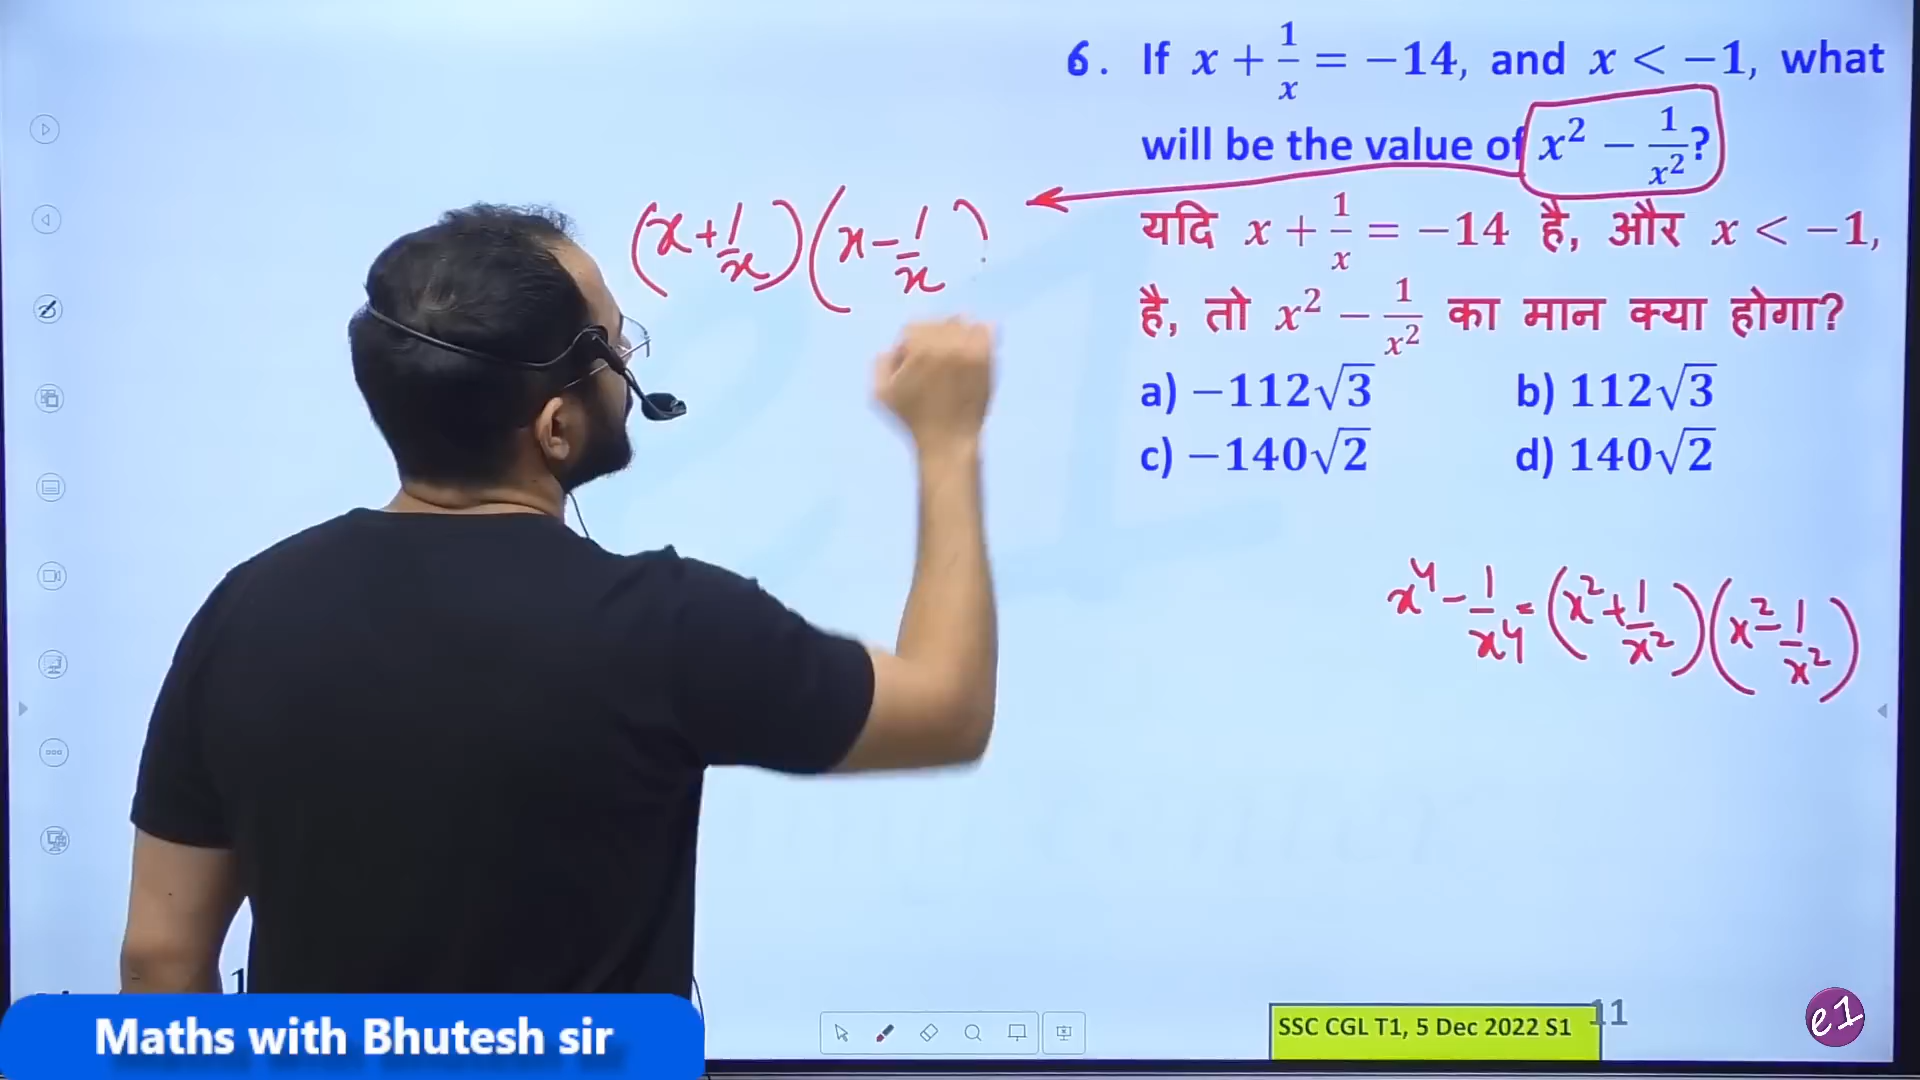 6. If x + 1/x = −14, and x < −1, what
will be the value of x² − 1/x²?
यदि x + 1/x = −14 है, और x < −1,
है, तो x² − 1/x² का मान क्या होगा?
a) −112√3 b) 112√3
c) −140√2 d) 140√2
(x+1/x)(x−1/x)
x⁴−1/x⁴=(x²+1/x²)(x²−1/x²)
1
Maths with Bhutesh sir
SSC CGL T1, 5 Dec 2022 S1
11
e1